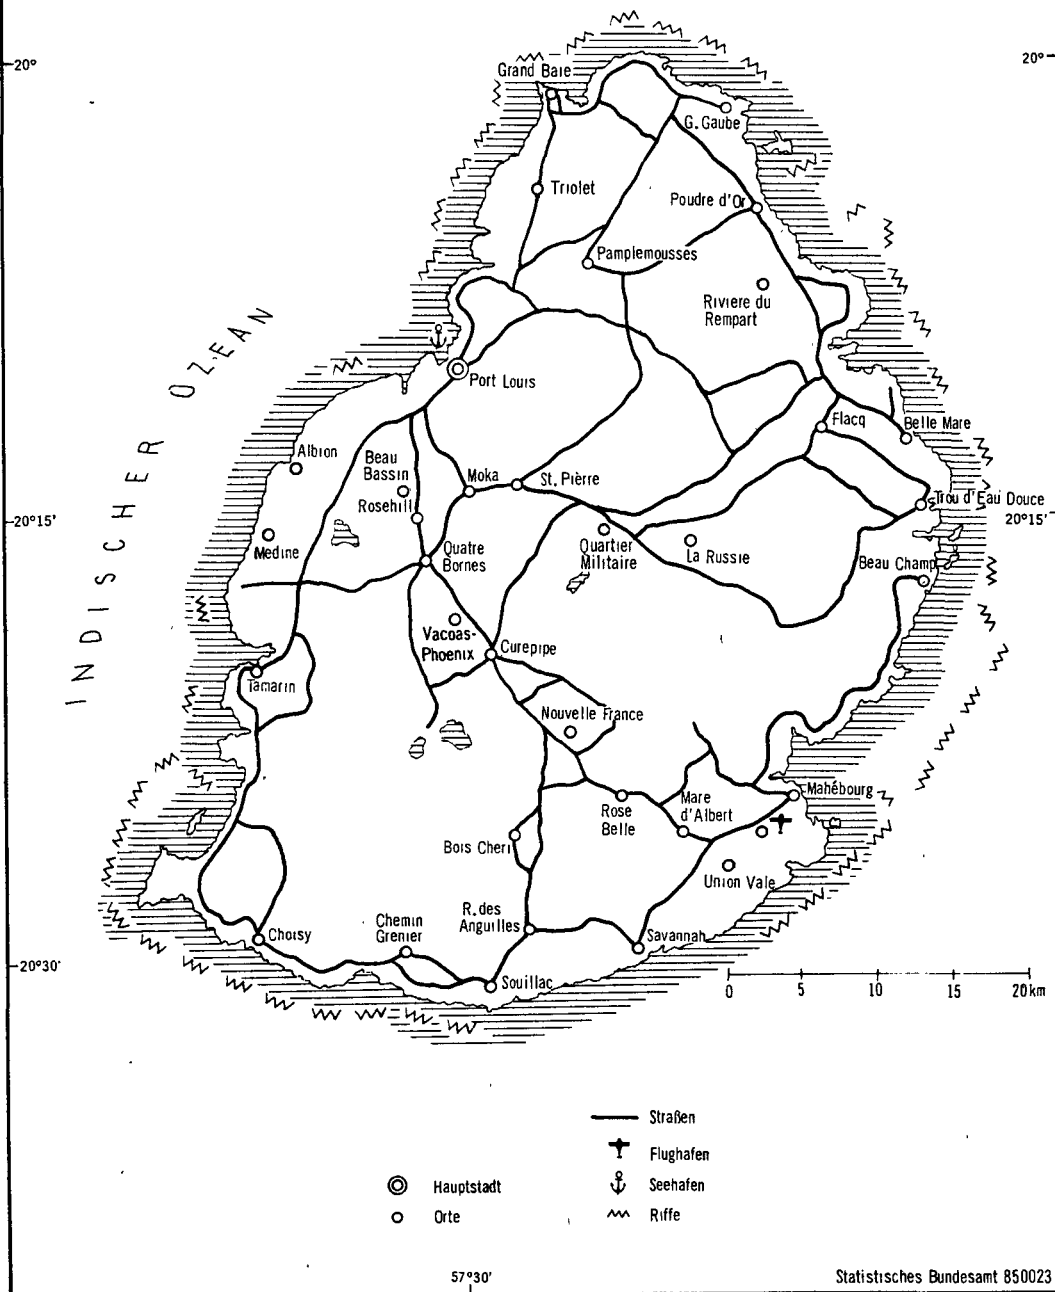 20°
20°
Grand Baie
G. Gaube
Triolet
Poudre d'Or
Pamplemousses
Riviere du
Rempart
INDISCHER OZEAN
Port Louis
Flacq
Belle Mare
Albion
Beau
Bassin
Moka
St. Pièrre
Rosehill
Trou d'Eau Douce
20°15'
20°15'
Medine
Quatre
Bornes
Quartier
Militaire
La Russie
Beau Champ
Vacoas-
Phoenix
Curepipe
Tamarin
Nouvelle France
Mahébourg
Rose
Belle
Mare
d'Albert
Bois Cheri
Union Vale
R. des
Anguilles
Chemin
Grenier
Choisy
Savannah
20°30'
Souillac
0 5 10 15 20 km
Straßen
Flughafen
Hauptstadt
Seehafen
Orte
Riffe
57°30'
Statistisches Bundesamt 850023